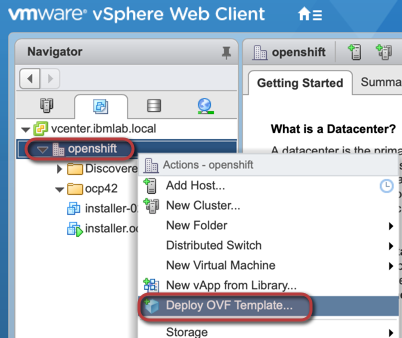 vmware® vSphere Web Client
Navigator
openshift
Getting Started Summa
vcenter.ibmlab.local
What is a Datacenter?
openshift
A datacenter is the prima
Discovere
Actions - openshift
ocp42
Add Host...
installer-0
New Cluster...
installer.oc
New Folder
Distributed Switch
New Virtual Machine
New vApp from Library...
Deploy OVF Template...
Storage